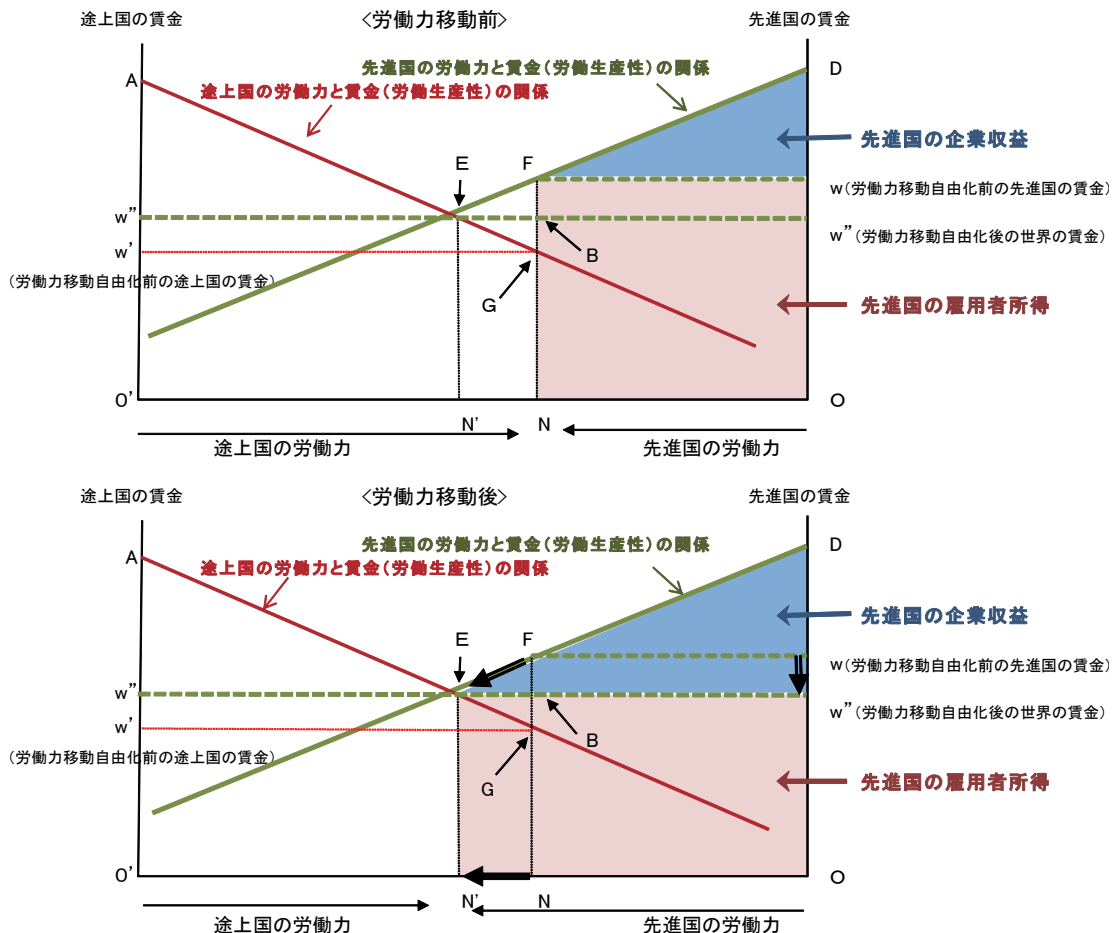 途上国の賃金
<労働力移動前>
先進国の賃金
先進国の労働力と賃金(労働生産性)の関係
D
A
途上国の労働力と賃金(労働生産性)の関係
先進国の企業収益
E
F
w(労働力移動自由化前の先進国の賃金)
w”
w”(労働力移動自由化後の世界の賃金)
w’
B
(労働力移動自由化前の途上国の賃金)
G
先進国の雇用者所得
O’
O
N’
N
途上国の労働力
先進国の労働力
途上国の賃金
<労働力移動後>
先進国の賃金
先進国の労働力と賃金(労働生産性)の関係
D
A
途上国の労働力と賃金(労働生産性)の関係
先進国の企業収益
E
F
w(労働力移動自由化前の先進国の賃金)
w”
w”(労働力移動自由化後の世界の賃金)
w’
B
(労働力移動自由化前の途上国の賃金)
G
先進国の雇用者所得
O’
O
N’
N
途上国の労働力
先進国の労働力